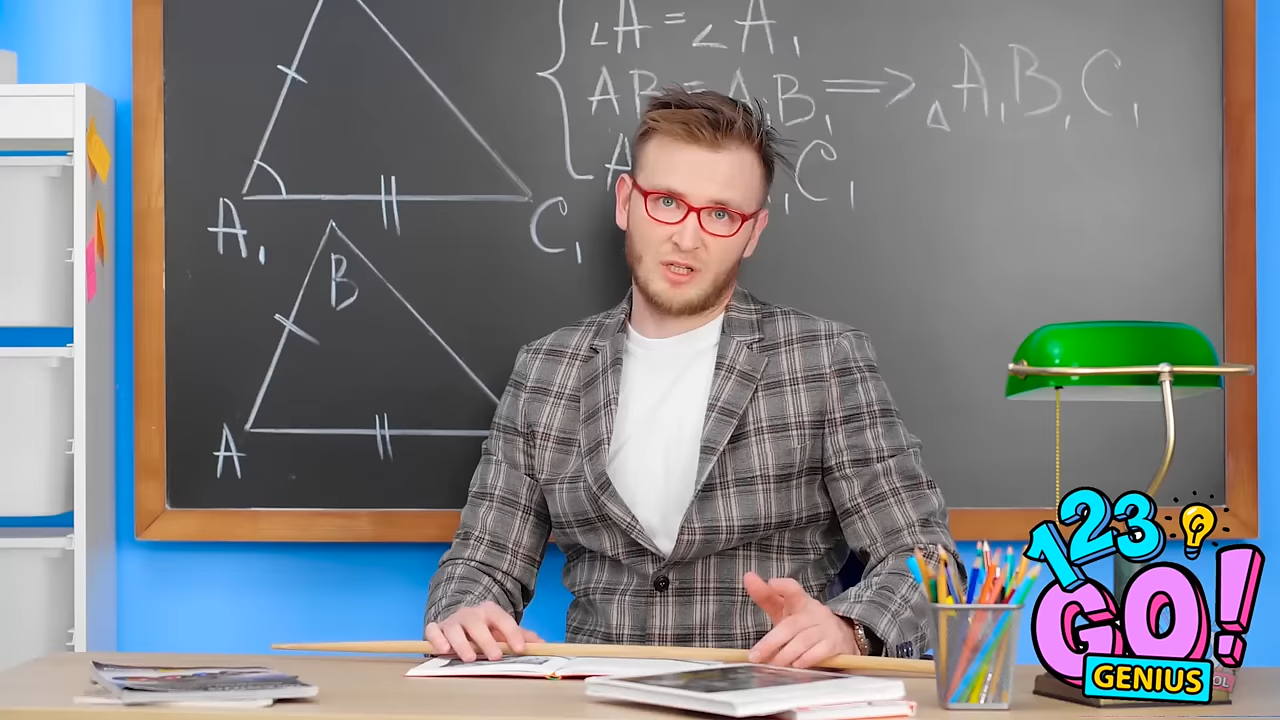 ∠A = ∠A₁
AB = A₁B₁ => △A₁B₁C₁
A₁
C₁
B
A
123
GO!
GENIUS